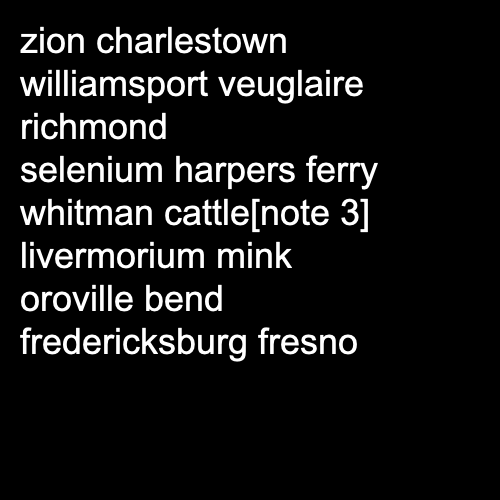 zion charlestown
williamsport veuglaire
richmond
selenium harpers ferry
whitman cattle[note 3]
livermorium mink
oroville bend
fredericksburg fresno